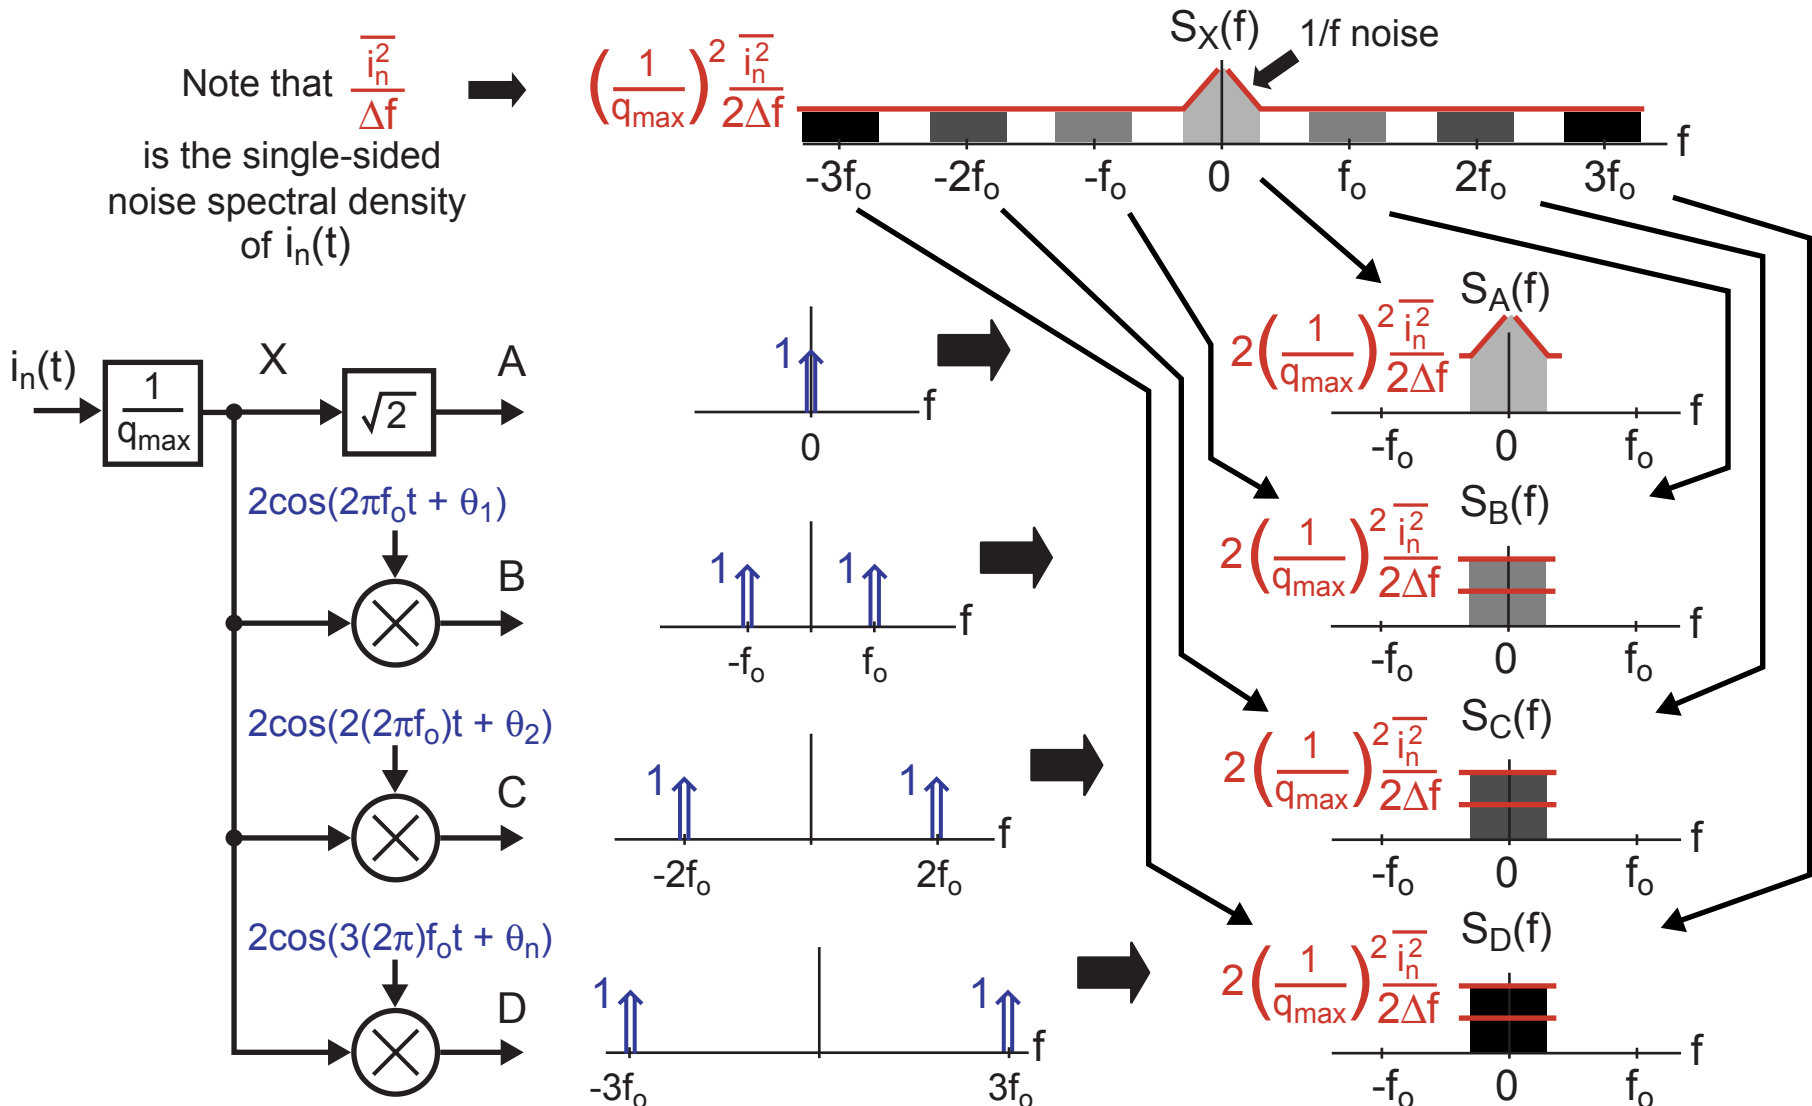 Note that i_n^2/Δf
is the single-sided
noise spectral density
of i_n(t)
(1/q_max)^2 i_n^2/2Δf
S_X(f)
1/f noise
-3f_o -2f_o -f_o 0 f_o 2f_o 3f_o f
i_n(t)
1/q_max
X
√2
A
1
0
f
2(1/q_max)^2 i_n^2/2Δf
S_A(f)
-f_o 0 f_o f
2cos(2πf_ot + θ_1)
B
1 1
-f_o f_o f
2(1/q_max)^2 i_n^2/2Δf
S_B(f)
-f_o 0 f_o f
2cos(2(2πf_o)t + θ_2)
C
1 1
-2f_o 2f_o f
2(1/q_max)^2 i_n^2/2Δf
S_C(f)
-f_o 0 f_o f
2cos(3(2π)f_ot + θ_n)
D
1 1
-3f_o 3f_o f
2(1/q_max)^2 i_n^2/2Δf
S_D(f)
-f_o 0 f_o f